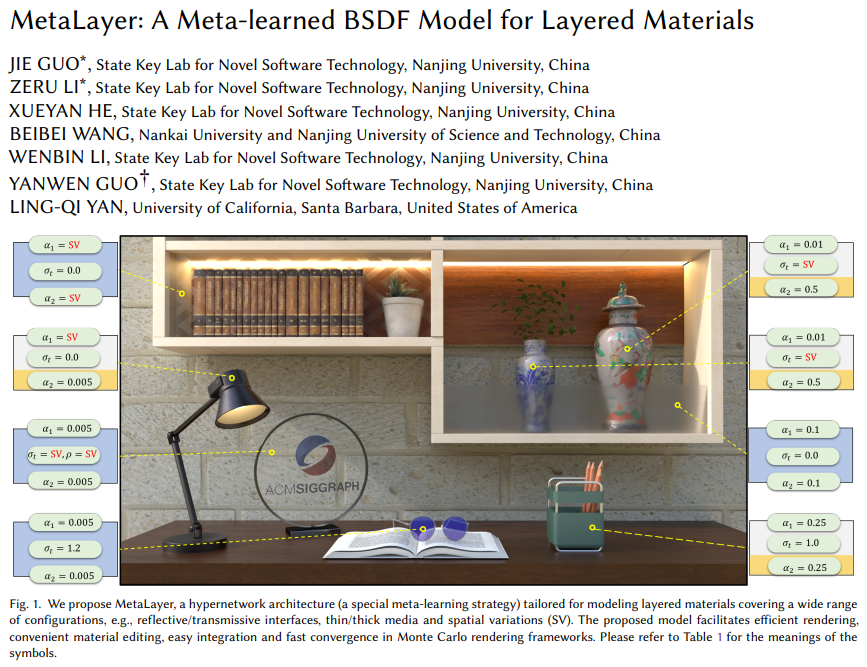 MetaLayer: A Meta-learned BSDF Model for Layered Materials
JIE GUO*, State Key Lab for Novel Software Technology, Nanjing University, China
ZERU LI*, State Key Lab for Novel Software Technology, Nanjing University, China
XUEYAN HE, State Key Lab for Novel Software Technology, Nanjing University, China
BEIBEI WANG, Nankai University and Nanjing University of Science and Technology, China
WENBIN LI, State Key Lab for Novel Software Technology, Nanjing University, China
YANWEN GUO†, State Key Lab for Novel Software Technology, Nanjing University, China
LING-QI YAN, University of California, Santa Barbara, United States of America
α₁ = SV
σₜ = 0.0
α₂ = SV
α₁ = SV
σₜ = 0.0
α₂ = 0.005
α₁ = 0.005
σₜ = SV, ρ = SV
α₂ = 0.005
α₁ = 0.005
σₜ = 1.2
α₂ = 0.005
ACMSIGGRAPH
α₁ = 0.01
σₜ = SV
α₂ = 0.5
α₁ = 0.01
σₜ = SV
α₂ = 0.5
α₁ = 0.1
σₜ = 0.0
α₂ = 0.1
α₁ = 0.25
σₜ = 1.0
α₂ = 0.25
Fig. 1. We propose MetaLayer, a hypernetwork architecture (a special meta-learning strategy) tailored for modeling layered materials covering a wide range
of configurations, e.g., reflective/transmissive interfaces, thin/thick media and spatial variations (SV). The proposed model facilitates efficient rendering,
convenient material editing, easy integration and fast convergence in Monte Carlo rendering frameworks. Please refer to Table 1 for the meanings of the
symbols.